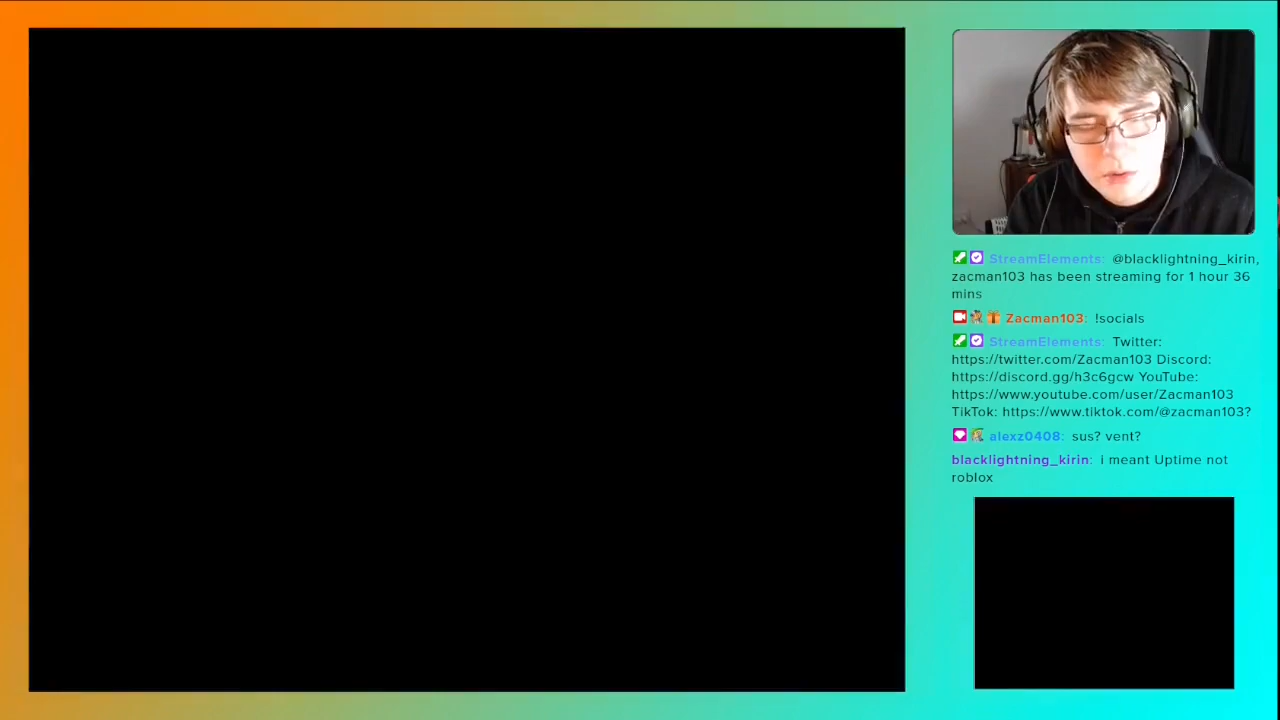 StreamElements: @blacklightning_kirin,
zacman103 has been streaming for 1 hour 36
mins
Zacman103: !socials
StreamElements: Twitter:
https://twitter.com/Zacman103 Discord:
https://discord.gg/h3c6gcw YouTube:
https://www.youtube.com/user/Zacman103
TikTok: https://www.tiktok.com/@zacman103?
alexz0408: sus? vent?
blacklightning_kirin: i meant Uptime not
roblox